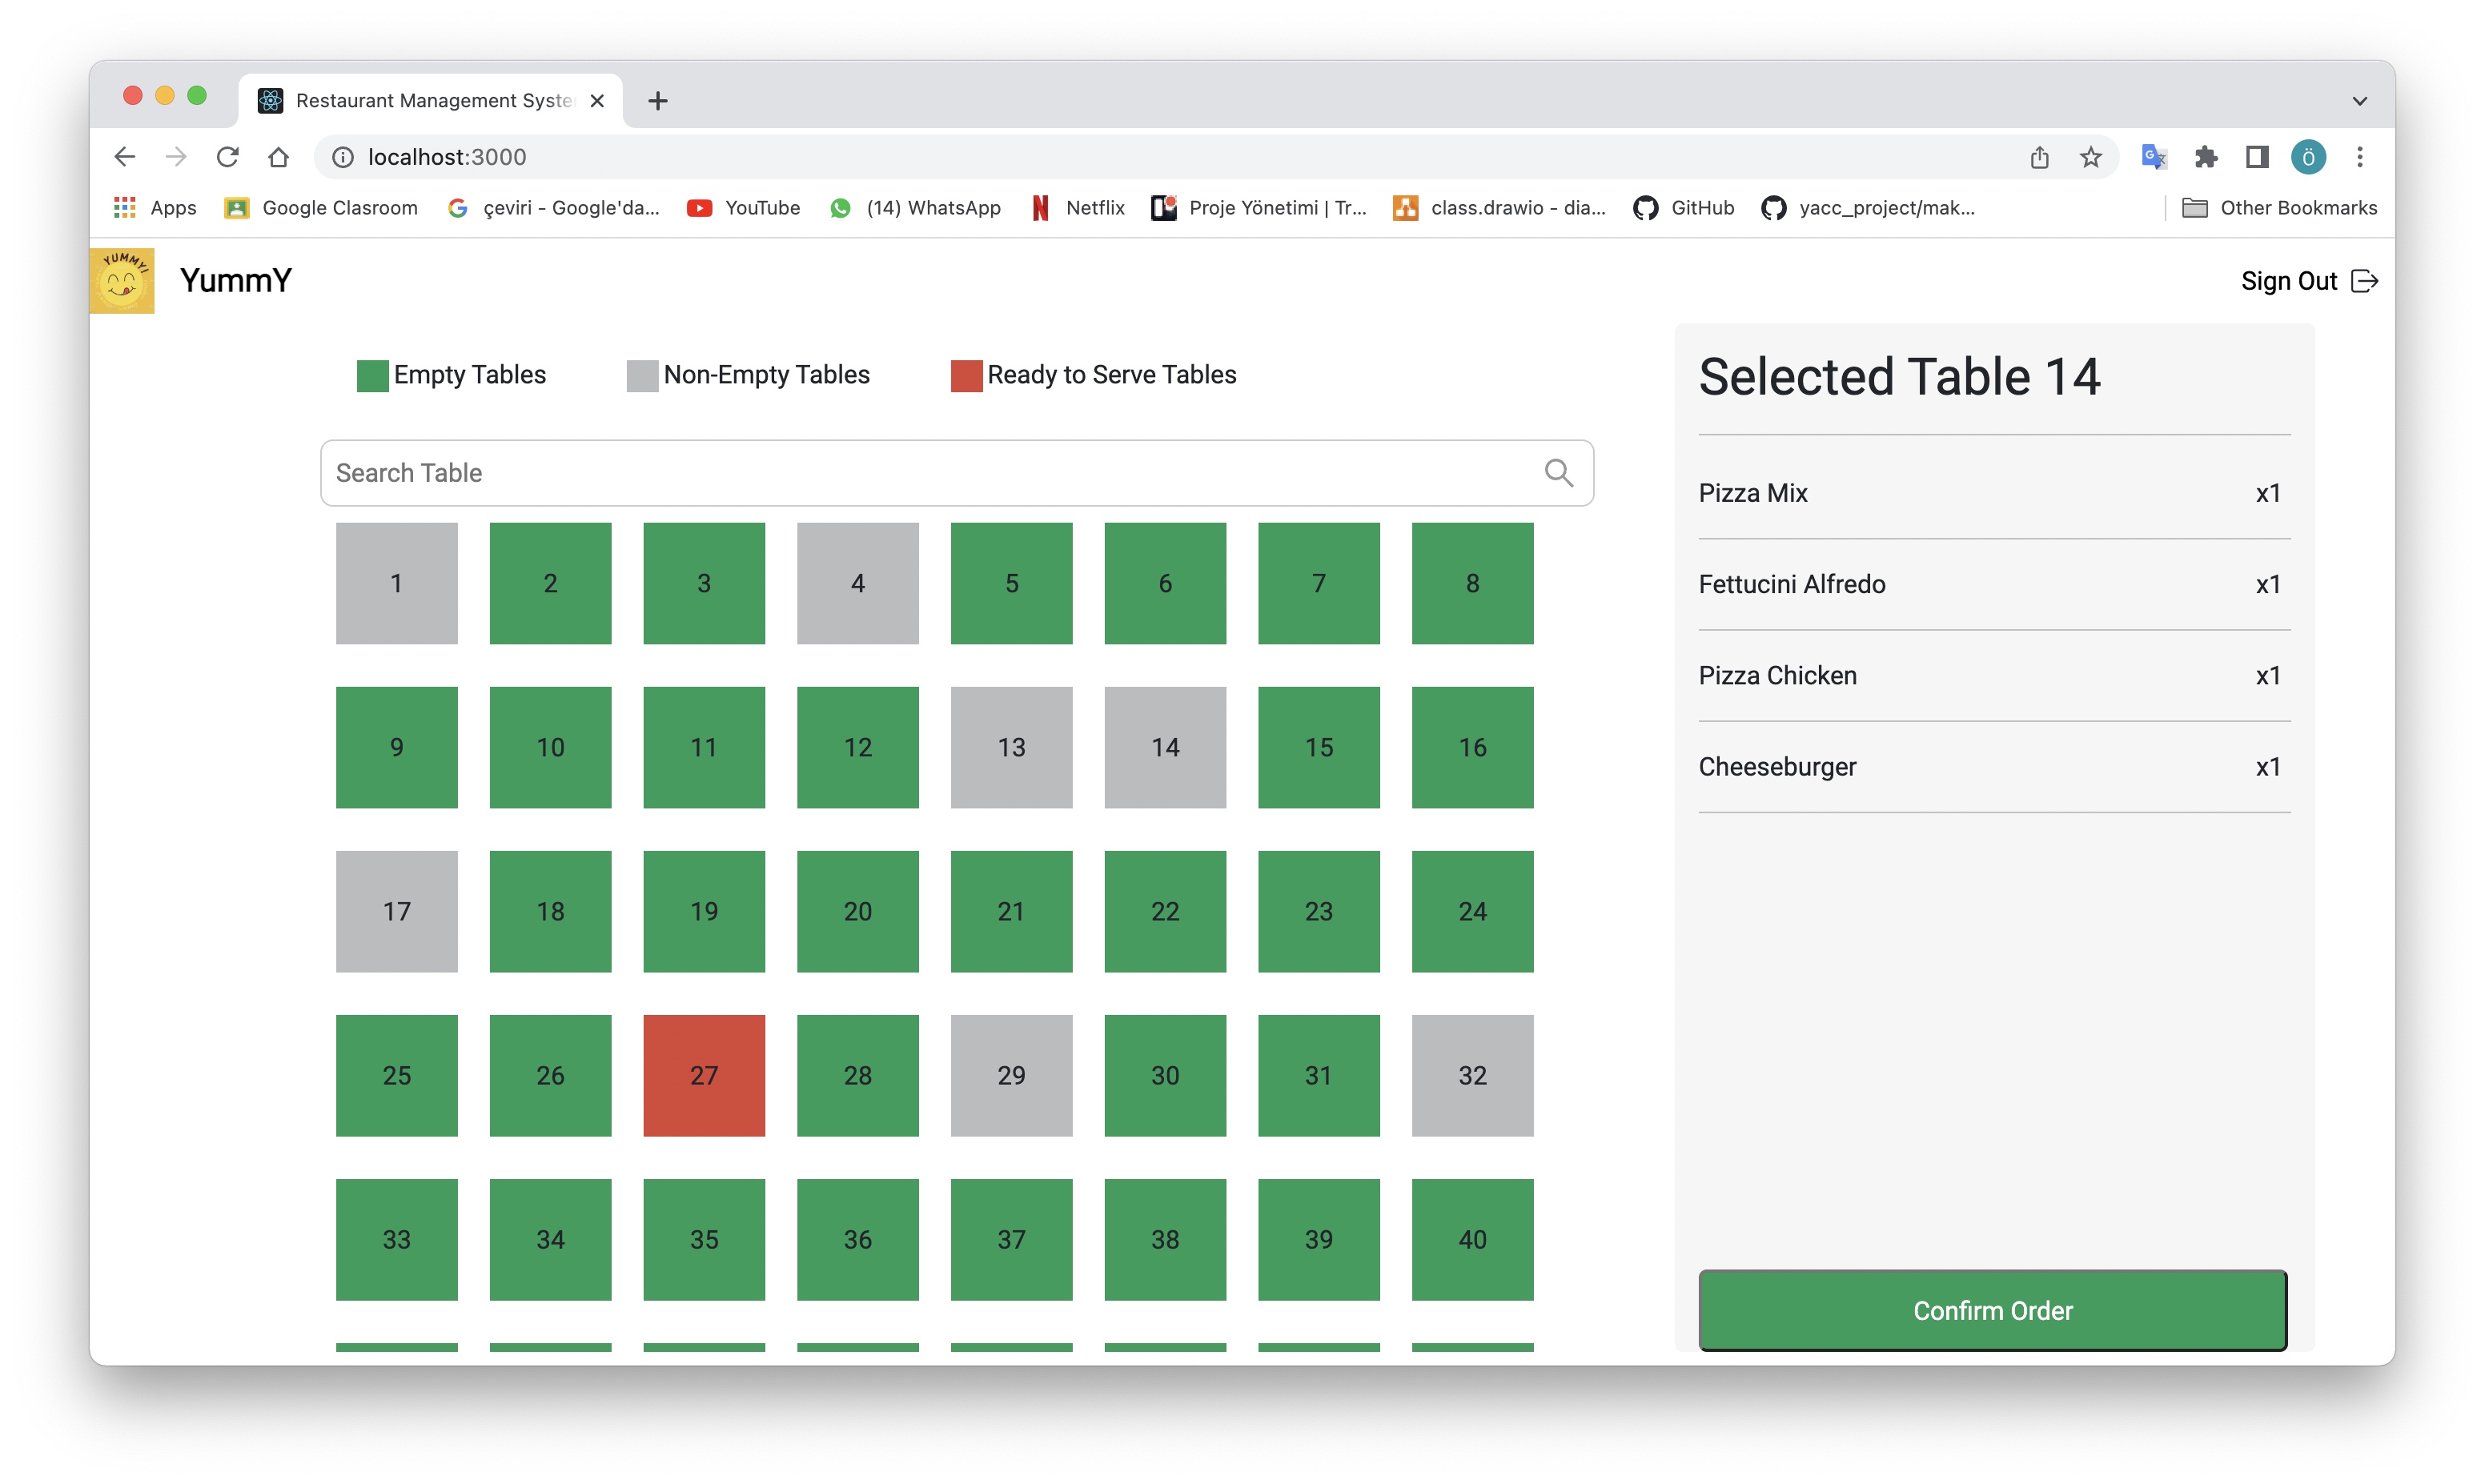 Restaurant Management Syste
localhost:3000
Apps Google Clasroom çeviri - Google'da... YouTube (14) WhatsApp Netflix Proje Yönetimi | Tr... class.drawio - dia... GitHub yacc_project/mak... Other Bookmarks
YUMMY!
YummY
Sign Out
Empty Tables Non-Empty Tables Ready to Serve Tables
Search Table
1 2 3 4 5 6 7 8
9 10 11 12 13 14 15 16
17 18 19 20 21 22 23 24
25 26 27 28 29 30 31 32
33 34 35 36 37 38 39 40
Selected Table 14
Pizza Mix x1
Fettucini Alfredo x1
Pizza Chicken x1
Cheeseburger x1
Confirm Order